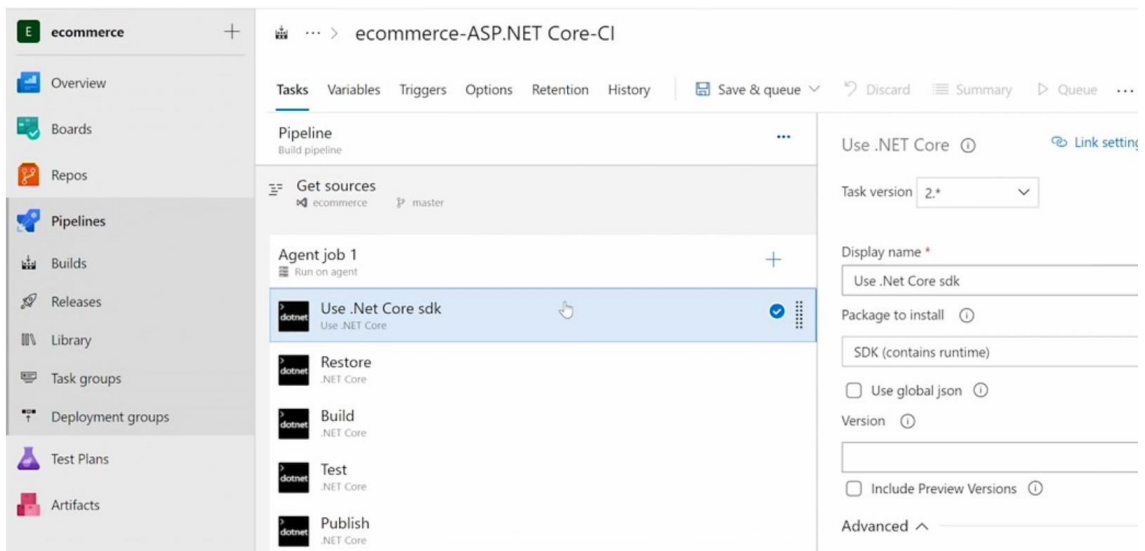 E ecommerce
Overview
Boards
Repos
Pipelines
Builds
Releases
Library
Task groups
Deployment groups
Test Plans
Artifacts
... > ecommerce-ASP.NET Core-CI
Tasks Variables Triggers Options Retention History Save & queue Discard Summary Queue ...
Pipeline
Build pipeline
Get sources
ecommerce master
Agent job 1
Run on agent
dotnet Use .Net Core sdk
Use .NET Core
dotnet Restore
.NET Core
dotnet Build
.NET Core
dotnet Test
.NET Core
dotnet Publish
.NET Core
Use .NET Core Link setting
Task version 2.*
Display name *
Use .Net Core sdk
Package to install
SDK (contains runtime)
Use global json
Version
Include Preview Versions
Advanced